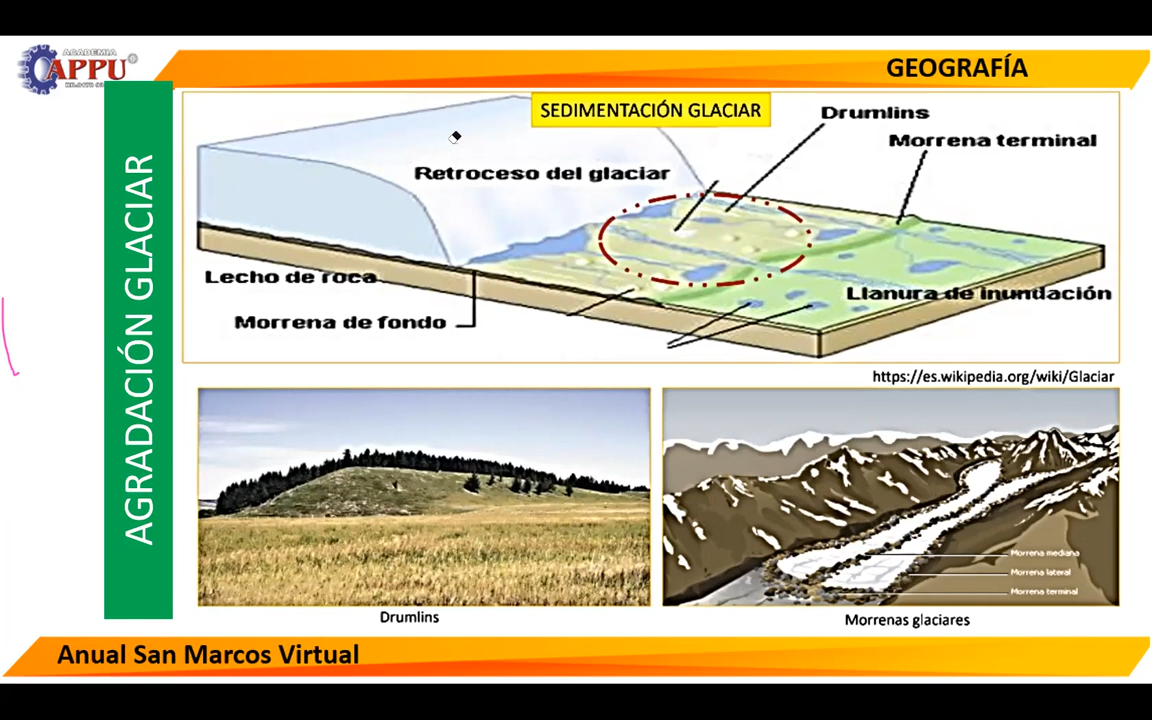 ACADEMIA
APPU
GEOGRAFÍA
AGRADACIÓN GLACIAR
SEDIMENTACIÓN GLACIAR
Drumlins
Morrena terminal
Retroceso del glaciar
Lecho de roca
Llanura de inundación
Morrena de fondo
https://es.wikipedia.org/wiki/Glaciar
Morrena mediana
Morrena lateral
Morrena terminal
Drumlins
Morrenas glaciares
Anual San Marcos Virtual